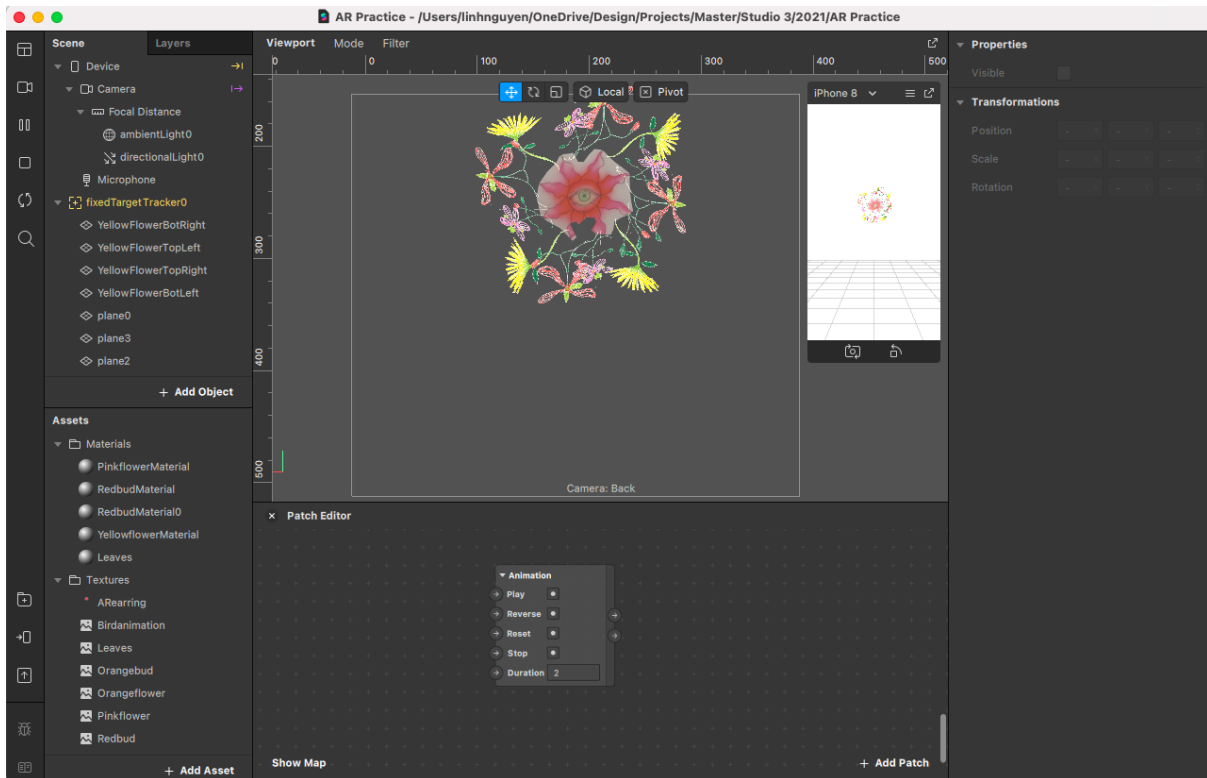 AR Practice - /Users/linhnguyen/OneDrive/Design/Projects/Master/Studio 3/2021/AR Practice
Scene
Layers
Device
Camera
Focal Distance
ambientLight0
directionalLight0
Microphone
fixedTargetTracker0
YellowFlowerBotRight
YellowFlowerTopLeft
YellowFlowerTopRight
YellowFlowerBotLeft
plane0
plane3
plane2
+ Add Object
Assets
Materials
PinkflowerMaterial
RedbudMaterial
RedbudMaterial0
YellowflowerMaterial
Leaves
Textures
ARearring
Birdanimation
Leaves
Orangebud
Orangeflower
Pinkflower
Redbud
+ Add Asset
Viewport Mode Filter
0 0 100 200 300 400 500
200
300
400
500
Local Pivot
Camera: Back
iPhone 8
Patch Editor
Animation
Play
Reverse
Reset
Stop
Duration 2
Show Map
+ Add Patch
Properties
Visible
Transformations
Position - - -
Scale - - -
Rotation - - -